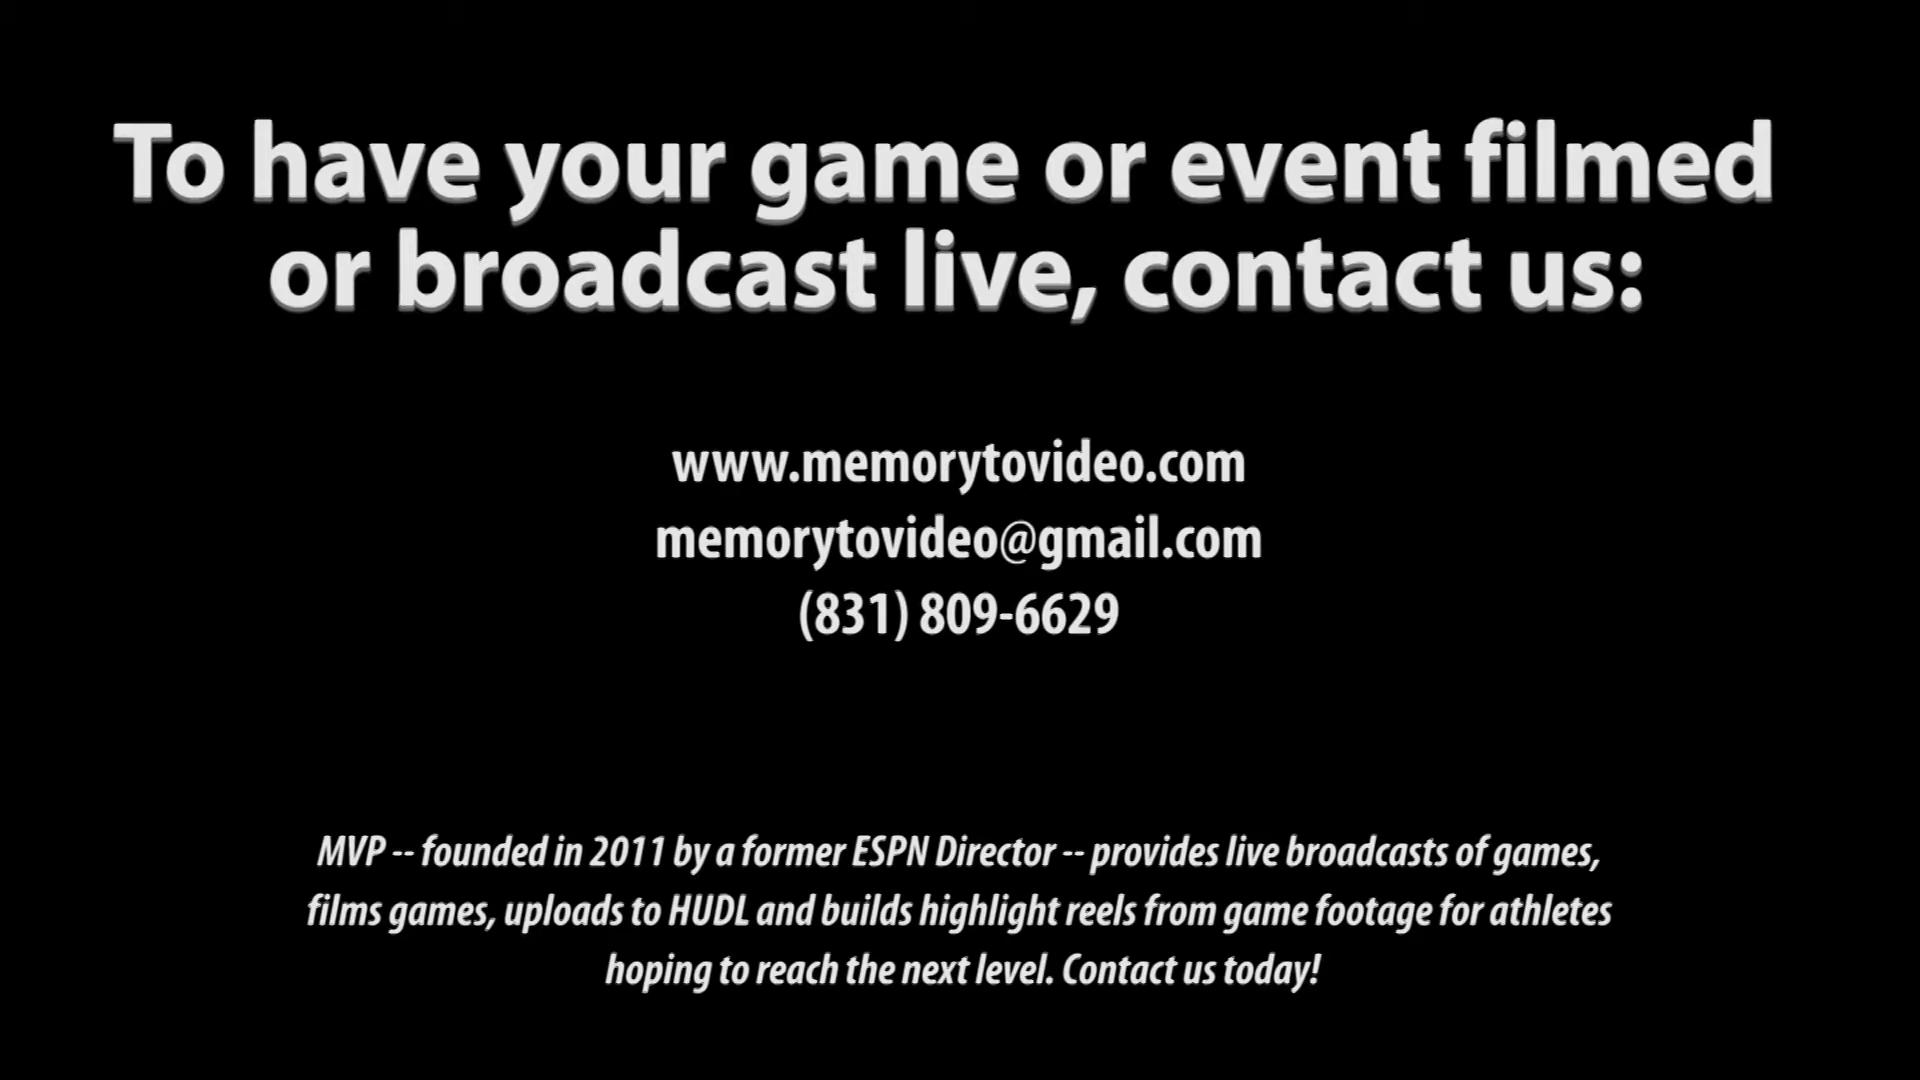 To have your game or event filmed
or broadcast live, contact us:
www.memorytovideo.com
memorytovideo@gmail.com
(831) 809-6629
MVP -- founded in 2011 by a former ESPN Director -- provides live broadcasts of games,
films games, uploads to HUDL and builds highlight reels from game footage for athletes
hoping to reach the next level. Contact us today!